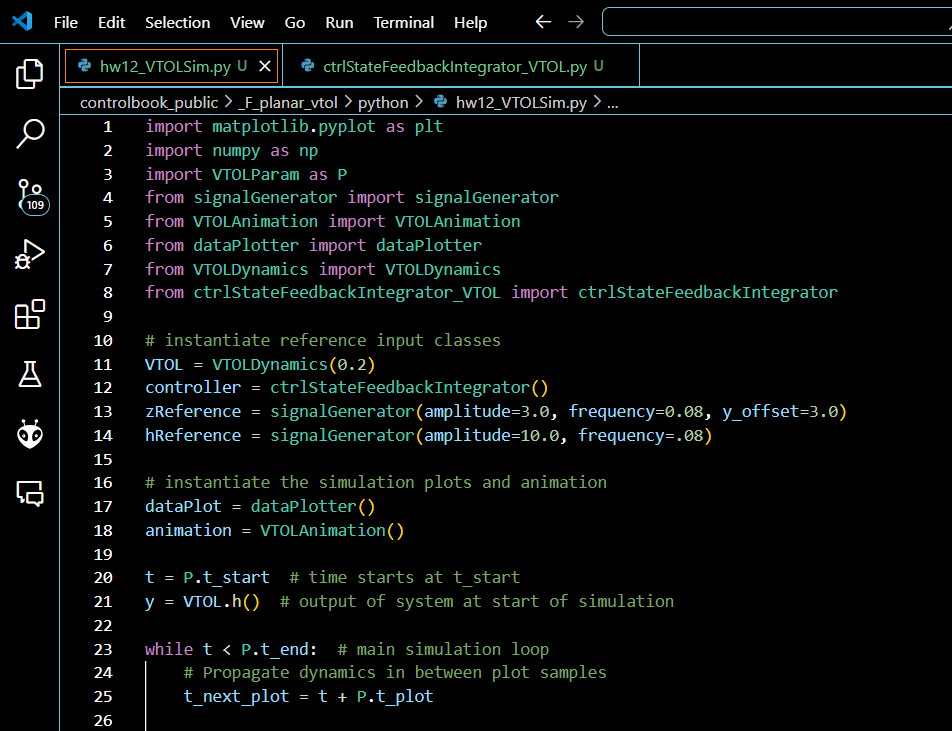 File Edit Selection View Go Run Terminal Help
hw12_VTOLSim.py U ctrlStateFeedbackIntegrator_VTOL.py U
controlbook_public > _F_planar_vtol > python > hw12_VTOLSim.py > ...
109
1 import matplotlib.pyplot as plt
2 import numpy as np
3 import VTOLParam as P
4 from signalGenerator import signalGenerator
5 from VTOLAnimation import VTOLAnimation
6 from dataPlotter import dataPlotter
7 from VTOLDynamics import VTOLDynamics
8 from ctrlStateFeedbackIntegrator_VTOL import ctrlStateFeedbackIntegrator
9
10 # instantiate reference input classes
11 VTOL = VTOLDynamics(0.2)
12 controller = ctrlStateFeedbackIntegrator()
13 zReference = signalGenerator(amplitude=3.0, frequency=0.08, y_offset=3.0)
14 hReference = signalGenerator(amplitude=10.0, frequency=.08)
15
16 # instantiate the simulation plots and animation
17 dataPlot = dataPlotter()
18 animation = VTOLAnimation()
19
20 t = P.t_start  # time starts at t_start
21 y = VTOL.h()  # output of system at start of simulation
22
23 while t < P.t_end:  # main simulation loop
24     # Propagate dynamics in between plot samples
25     t_next_plot = t + P.t_plot
26